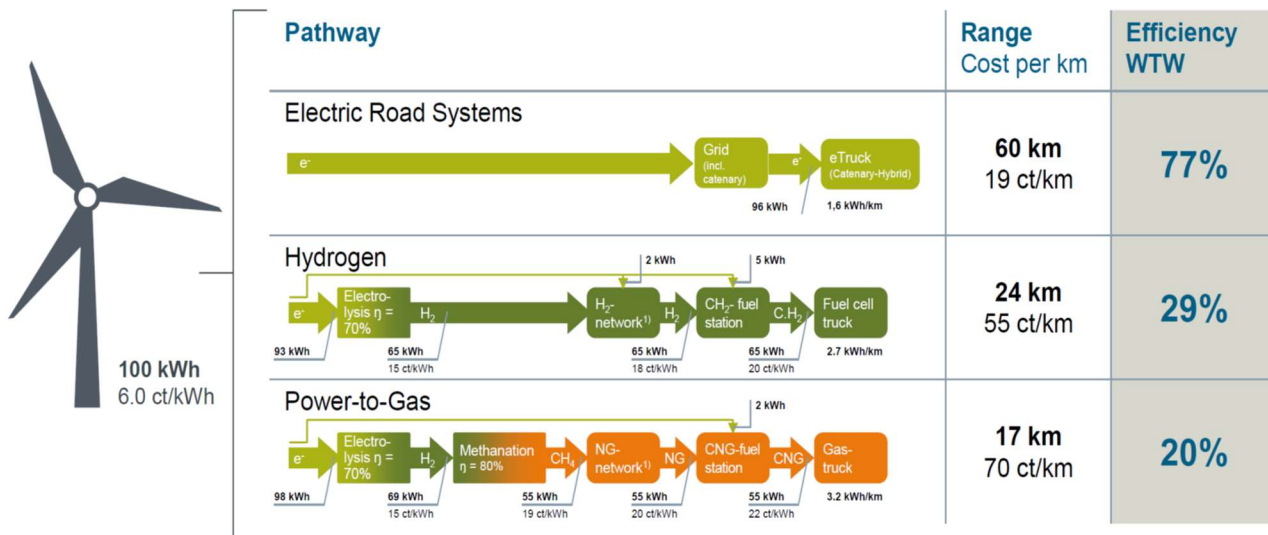 Pathway
Range
Cost per km
Efficiency
WTW
100 kWh
6.0 ct/kWh
Electric Road Systems
e-
Grid
(incl.
catenary)
e-
eTruck
(Catenary-Hybrid)
96 kWh
1,6 kWh/km
60 km
19 ct/km
77%
Hydrogen
2 kWh
5 kWh
e-
Electro-
lysis η =
70%
H2
H2-
network1)
H2
CH2- fuel
station
C.H2
Fuel cell
truck
93 kWh
65 kWh
15 ct/kWh
65 kWh
18 ct/kWh
65 kWh
20 ct/kWh
2.7 kWh/km
24 km
55 ct/km
29%
Power-to-Gas
2 kWh
e-
Electro-
lysis η =
70%
H2
Methanation
η = 80%
CH4
NG-
network1)
NG
CNG-fuel
station
CNG
Gas-
truck
98 kWh
69 kWh
15 ct/kWh
55 kWh
19 ct/kWh
55 kWh
20 ct/kWh
55 kWh
22 ct/kWh
3.2 kWh/km
17 km
70 ct/km
20%